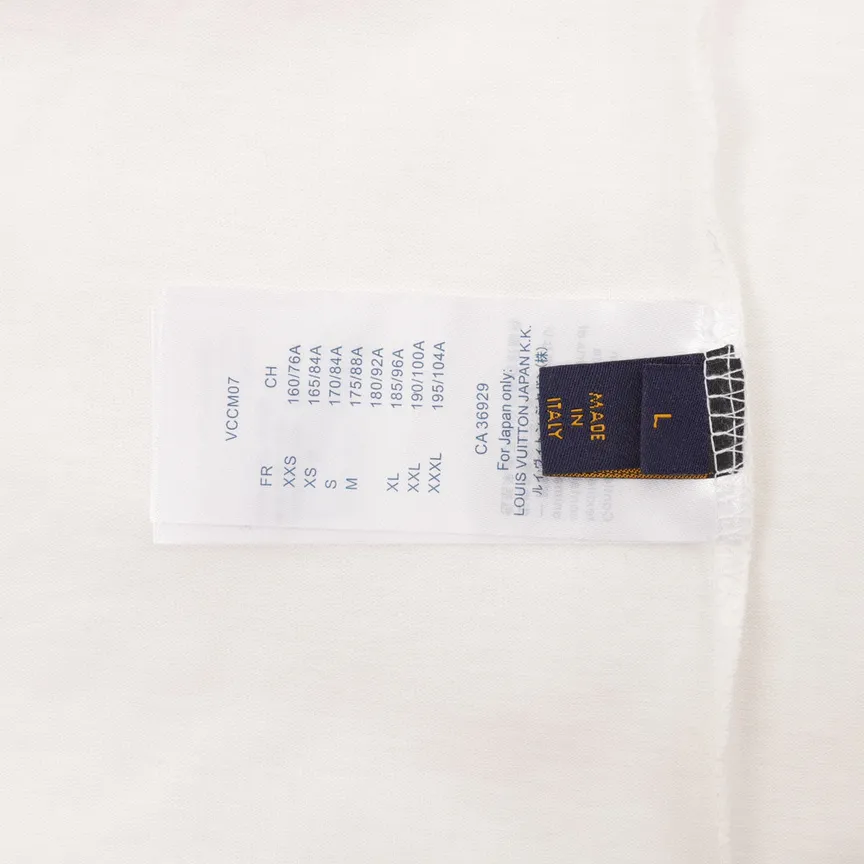 VCCM07
FR CH
XXS 160/76A
XS 165/84A
S 170/84A
M 175/88A
180/92A
XL 185/96A
XXL 190/100A
XXXL 195/104A
CA 36929
For Japan only:
LOUIS VUITTON JAPAN K.K.
MADE
IN
ITALY
L